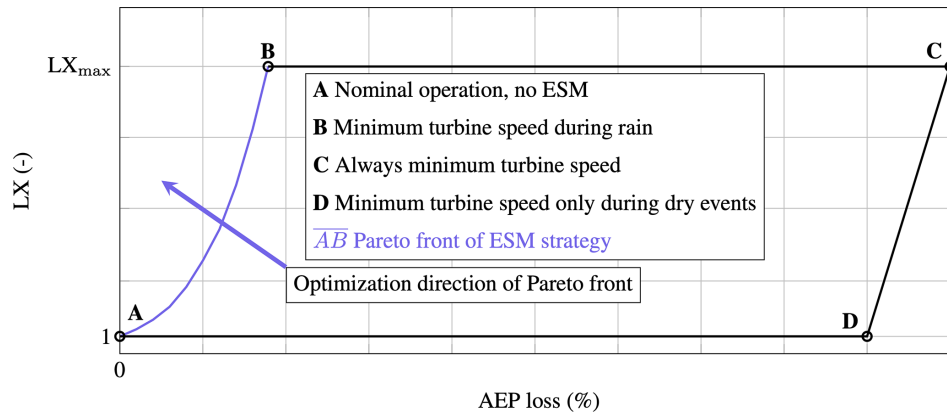 B
C
LXmax
A Nominal operation, no ESM
B Minimum turbine speed during rain
C Always minimum turbine speed
D Minimum turbine speed only during dry events
AB Pareto front of ESM strategy
LX (-)
Optimization direction of Pareto front
A
D
1
0
AEP loss (%)